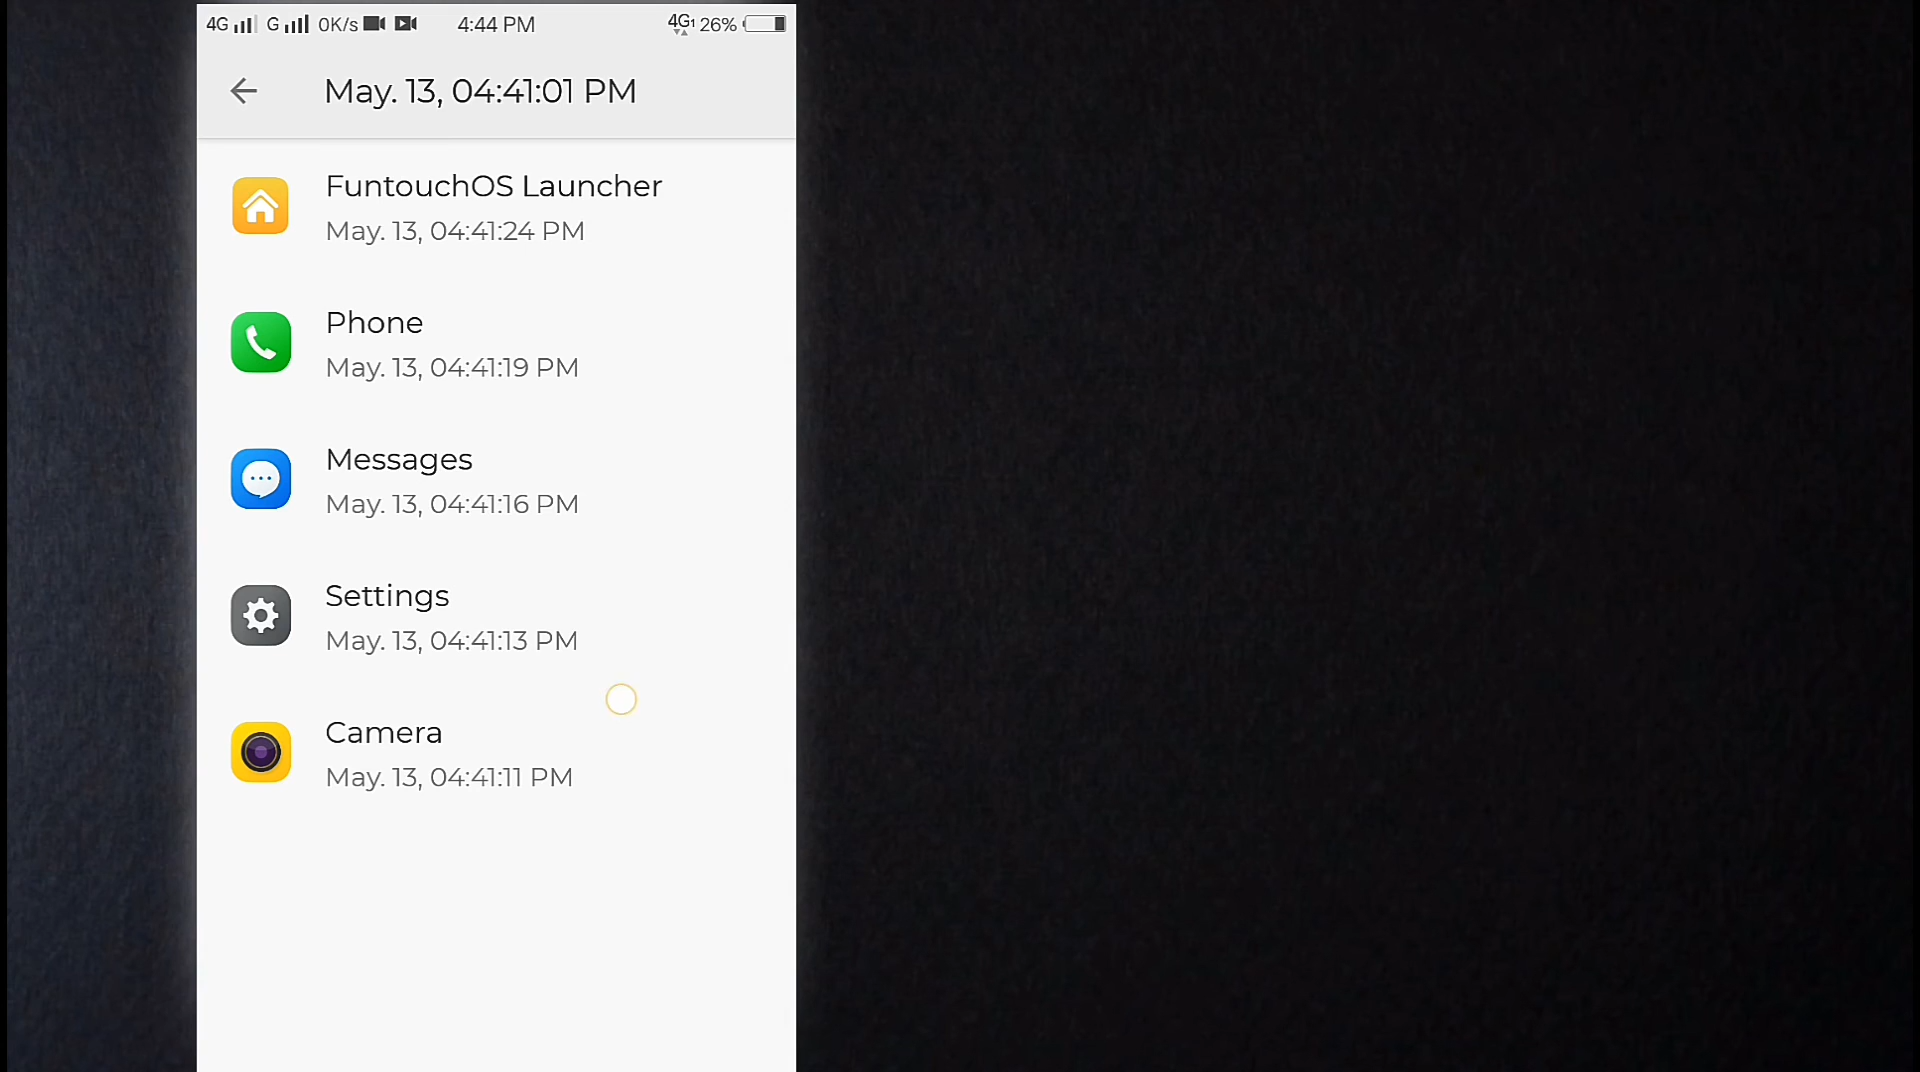 4G G 0K/s 4:44 PM 4G1 26%
May. 13, 04:41:01 PM
FuntouchOS Launcher
May. 13, 04:41:24 PM
Phone
May. 13, 04:41:19 PM
Messages
May. 13, 04:41:16 PM
Settings
May. 13, 04:41:13 PM
Camera
May. 13, 04:41:11 PM